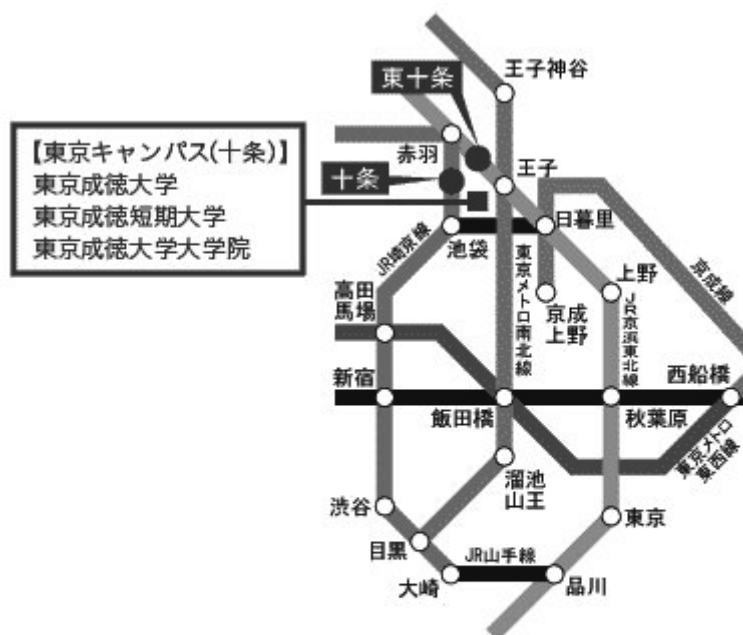 王子神谷
東十条
【東京キャンパス(十条)】
東京成徳大学
東京成徳短期大学
東京成徳大学大学院
赤羽
十条
王子
池袋
日暮里
JR埼京線
東京メトロ南北線
京成線
高田
馬場
京成
上野
上野
JR京浜東北線
西船橋
新宿
飯田橋
秋葉原
東京メトロ
東西線
溜池
山王
渋谷
東京
目黒
JR山手線
大崎
品川